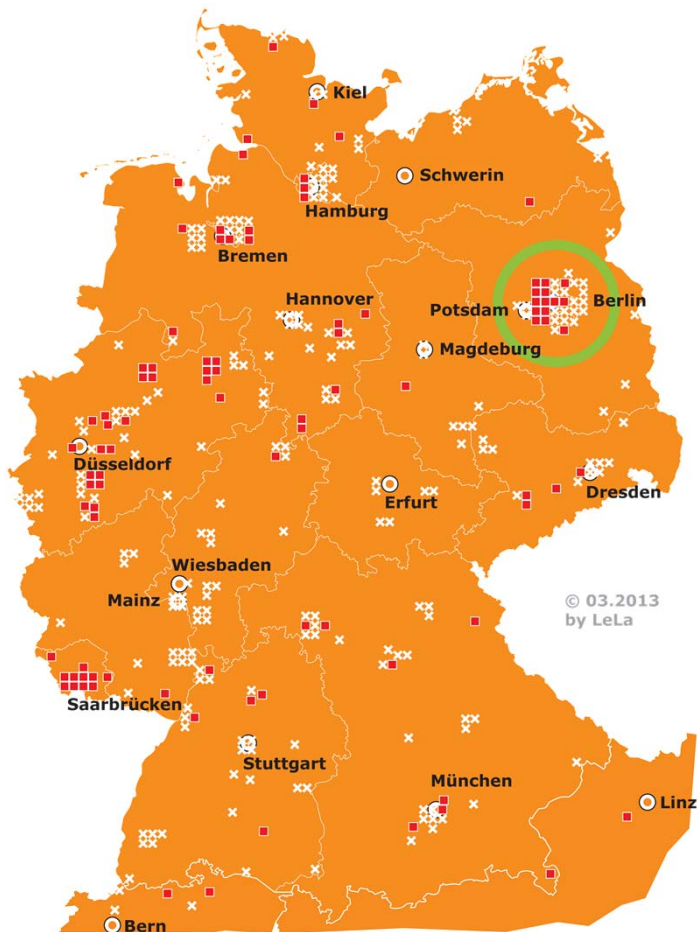 Kiel
Schwerin
Hamburg
Bremen
Hannover
Potsdam
Berlin
Magdeburg
Düsseldorf
Erfurt
Dresden
Wiesbaden
Mainz
© 03.2013
by LeLa
Saarbrücken
Stuttgart
München
Linz
Bern